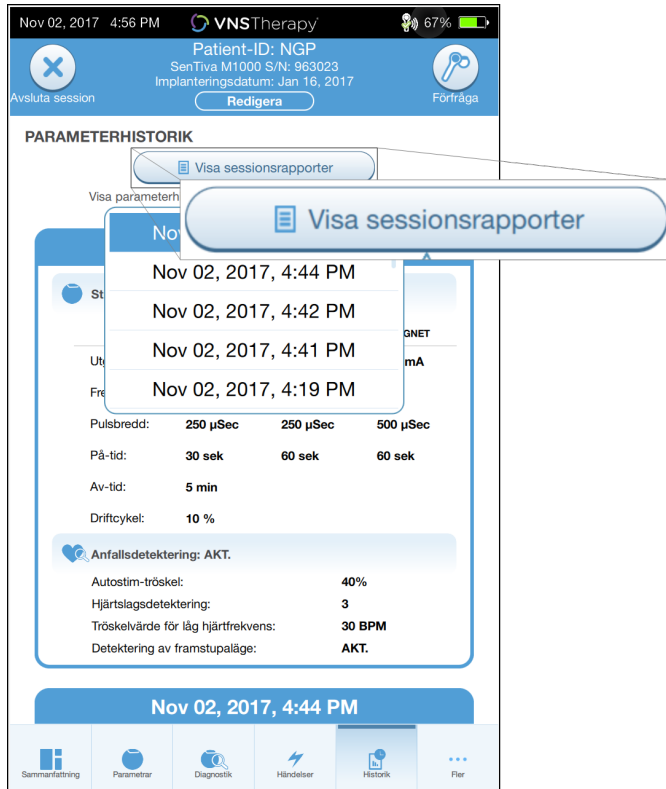 Nov 02, 2017 4:56 PM VNSTherapy 67%
Patient-ID: NGP
SenTiva M1000 S/N: 963023
Implanteringsdatum: Jan 16, 2017
Avsluta session Redigera Förfråga
PARAMETERHISTORIK
Visa sessionsrapporter
Visa parameterh
Visa sessionsrapporter
Nov 02, 2017, 4:44 PM
Nov 02, 2017, 4:42 PM
Nov 02, 2017, 4:41 PM
Nov 02, 2017, 4:19 PM
St
GNET
Utg mA
Fre
Pulsbredd: 250 µSec 250 µSec 500 µSec
På-tid: 30 sek 60 sek 60 sek
Av-tid: 5 min
Driftcykel: 10 %
Anfallsdetektering: AKT.
Autostim-tröskel: 40%
Hjärtslagsdetektering: 3
Tröskelvärde för låg hjärtfrekvens: 30 BPM
Detektering av framstupaläge: AKT.
Nov 02, 2017, 4:44 PM
Sammanfattning Parametrar Diagnostik Händelser Historik Fler